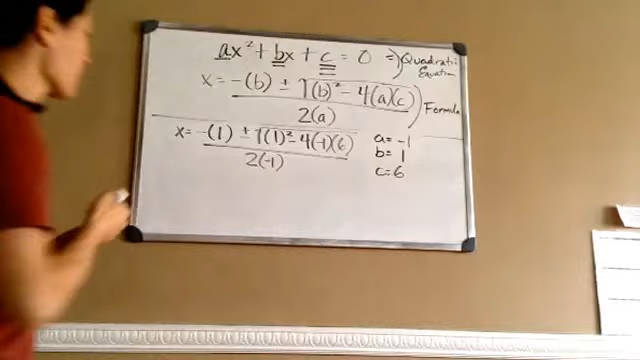 ax² + bx + c = 0 ⇒ Quadratic Equation
x = -(b) ± √(b)² - 4(a)(c) / 2(a) Formula
x = -(1) ± √(1)² - 4(-1)(6) / 2(-1)
a = -1
b = 1
c = 6